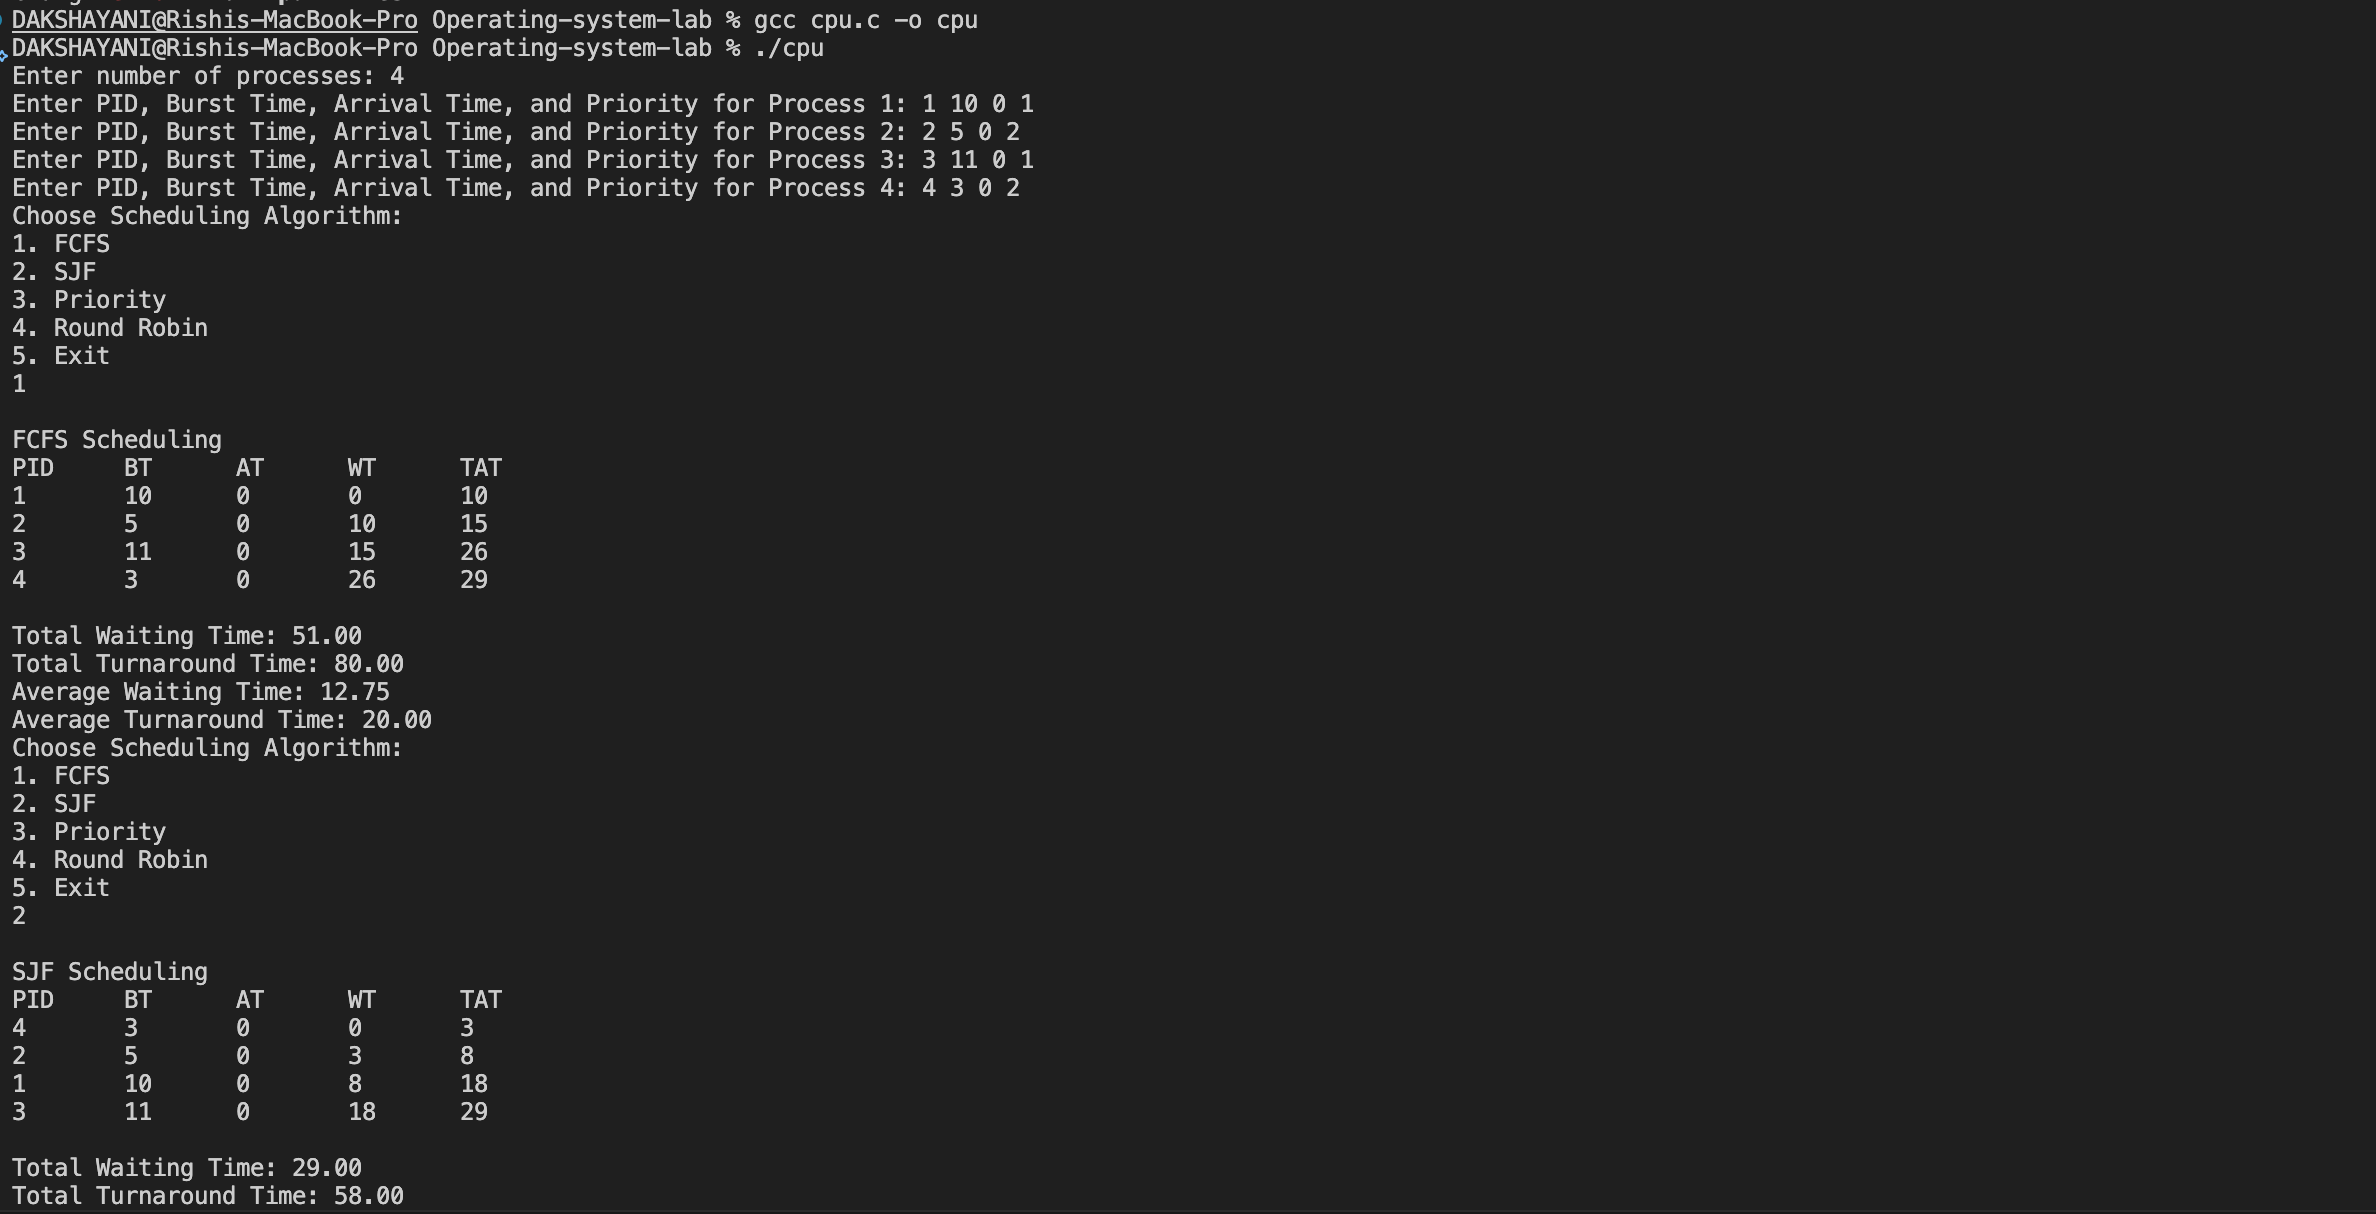 DAKSHAYANI@Rishis-MacBook-Pro Operating-system-lab % gcc cpu.c -o cpu
DAKSHAYANI@Rishis-MacBook-Pro Operating-system-lab % ./cpu
Enter number of processes: 4
Enter PID, Burst Time, Arrival Time, and Priority for Process 1: 1 10 0 1
Enter PID, Burst Time, Arrival Time, and Priority for Process 2: 2 5 0 2
Enter PID, Burst Time, Arrival Time, and Priority for Process 3: 3 11 0 1
Enter PID, Burst Time, Arrival Time, and Priority for Process 4: 4 3 0 2
Choose Scheduling Algorithm:
1. FCFS
2. SJF
3. Priority
4. Round Robin
5. Exit
1

FCFS Scheduling
PID     BT      AT      WT      TAT
1       10      0       0       10
2       5       0       10      15
3       11      0       15      26
4       3       0       26      29

Total Waiting Time: 51.00
Total Turnaround Time: 80.00
Average Waiting Time: 12.75
Average Turnaround Time: 20.00
Choose Scheduling Algorithm:
1. FCFS
2. SJF
3. Priority
4. Round Robin
5. Exit
2

SJF Scheduling
PID     BT      AT      WT      TAT
4       3       0       0       3
2       5       0       3       8
1       10      0       8       18
3       11      0       18      29

Total Waiting Time: 29.00
Total Turnaround Time: 58.00